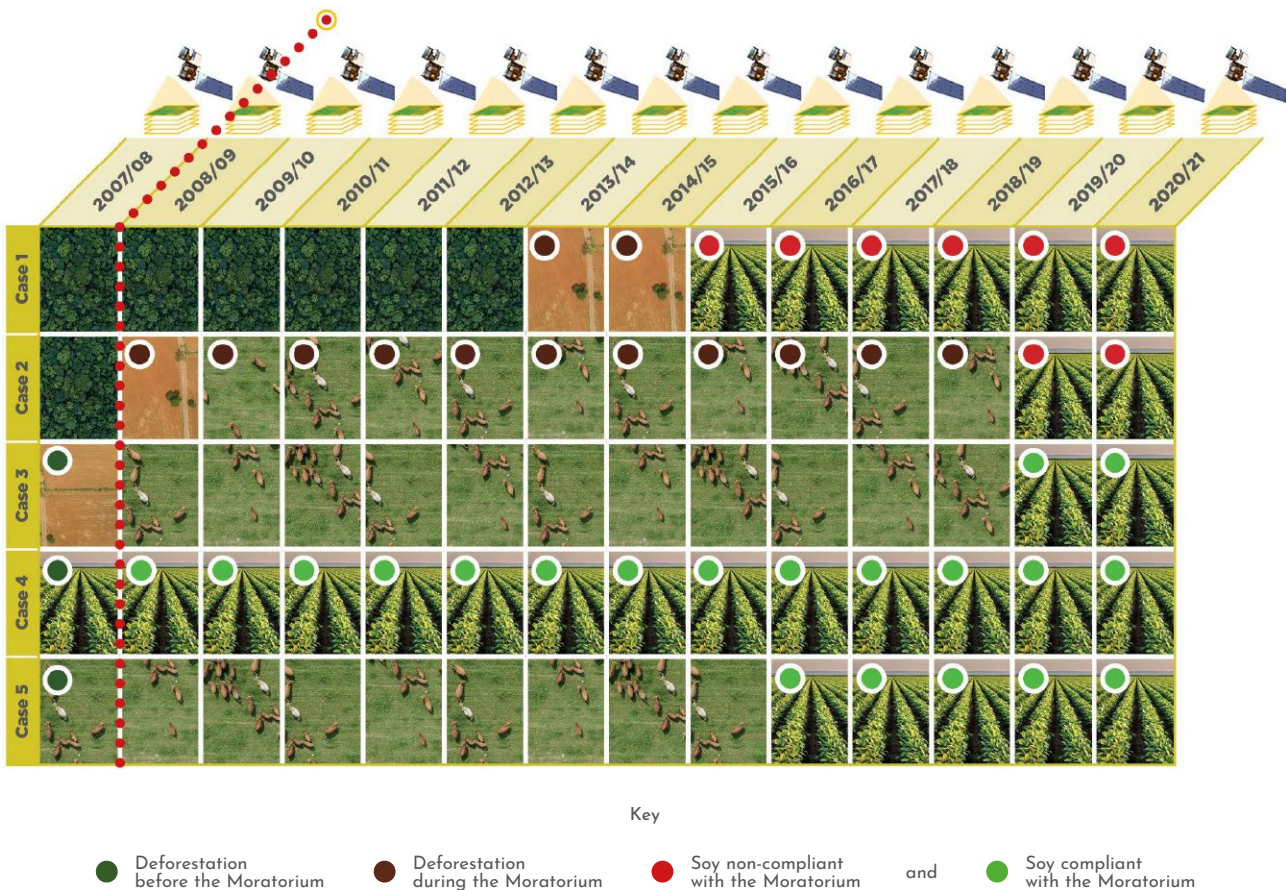 2007/08
2008/09
2009/10
2010/11
2011/12
2012/13
2013/14
2014/15
2015/16
2016/17
2017/18
2018/19
2019/20
2020/21
Case 1
Case 2
Case 3
Case 4
Case 5
Key
Deforestation
before the Moratorium
Deforestation
during the Moratorium
Soy non-compliant
with the Moratorium
and
Soy compliant
with the Moratorium